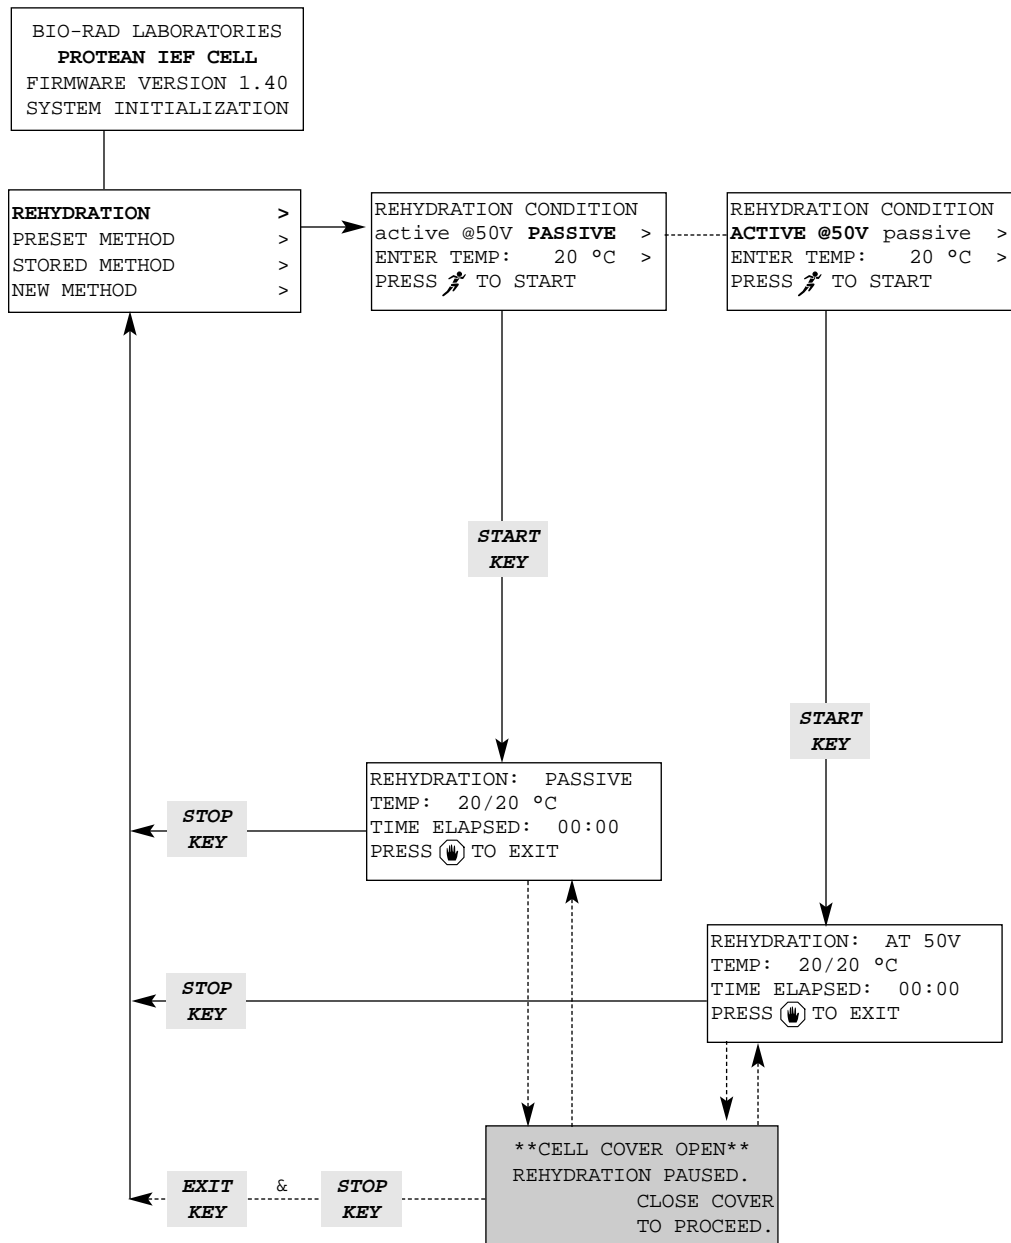 BIO-RAD LABORATORIES
PROTEAN IEF CELL
FIRMWARE VERSION 1.40
SYSTEM INITIALIZATION
REHYDRATION >
PRESET METHOD >
STORED METHOD >
NEW METHOD >
REHYDRATION CONDITION
active @50V PASSIVE >
ENTER TEMP: 20 °C >
PRESS TO START
REHYDRATION CONDITION
ACTIVE @50V passive >
ENTER TEMP: 20 °C >
PRESS TO START
START
KEY
START
KEY
REHYDRATION: PASSIVE
TEMP: 20/20 °C
TIME ELAPSED: 00:00
PRESS TO EXIT
STOP
KEY
REHYDRATION: AT 50V
TEMP: 20/20 °C
TIME ELAPSED: 00:00
PRESS TO EXIT
STOP
KEY
**CELL COVER OPEN**
REHYDRATION PAUSED.
CLOSE COVER
TO PROCEED.
EXIT
KEY
&
STOP
KEY